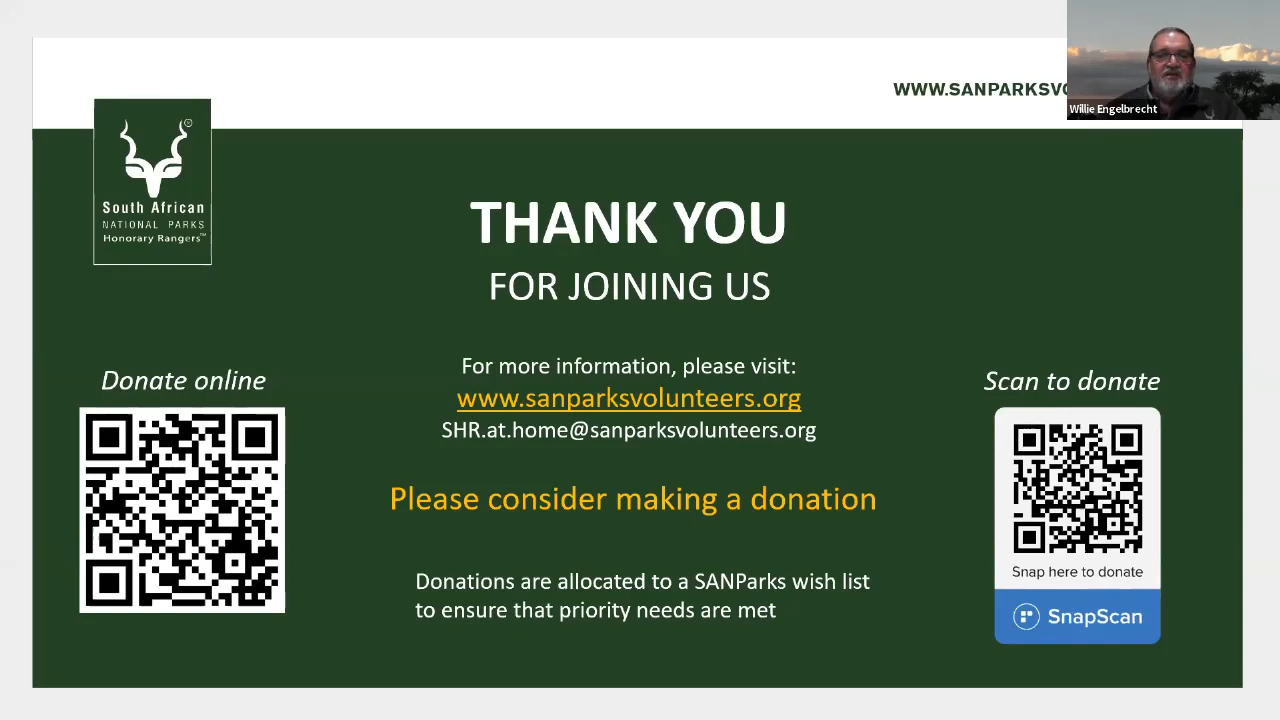 WWW.SANPARKSVO
Willie Engelbrecht
South African
NATIONAL PARKS
Honorary Rangers™
THANK YOU
FOR JOINING US
For more information, please visit:
www.sanparksvolunteers.org
SHR.at.home@sanparksvolunteers.org
Donate online
Scan to donate
Please consider making a donation
Snap here to donate
SnapScan
Donations are allocated to a SANParks wish list
to ensure that priority needs are met